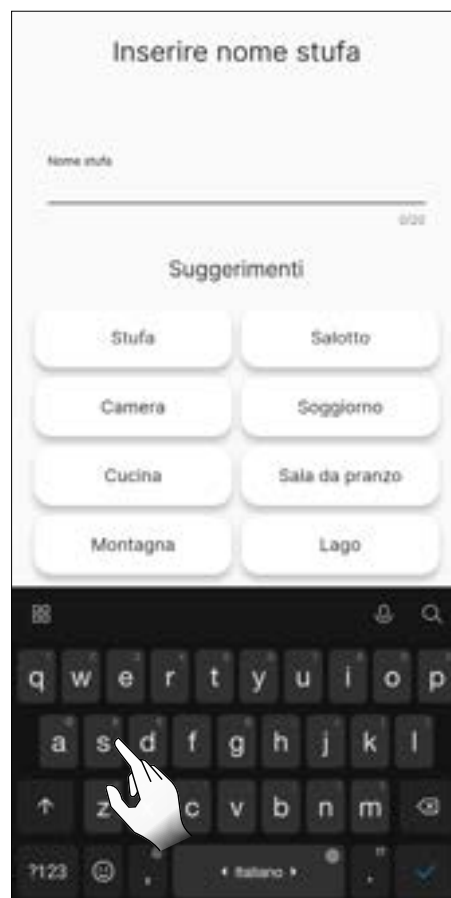 Inserire nome stufa
Nome stufa
0/20
Suggerimenti
Stufa Salotto
Camera Soggiorno
Cucina Sala da pranzo
Montagna Lago
q w e r t y u i o p
a s d f g h j k l
z c v b n m
?123 , Italiano .